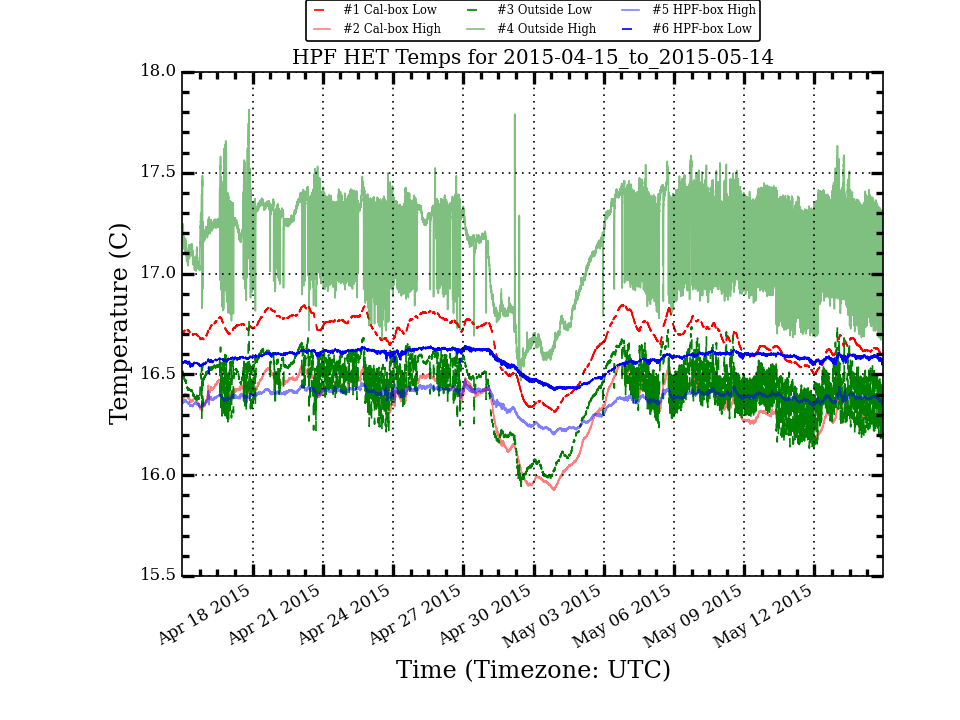 #1 Cal-box Low #3 Outside Low #5 HPF-box High
#2 Cal-box High #4 Outside High #6 HPF-box Low
HPF HET Temps for 2015-04-15_to_2015-05-14
18.0
17.5
17.0
16.5
16.0
15.5
Temperature (C)
Apr 18 2015 Apr 21 2015 Apr 24 2015 Apr 27 2015 Apr 30 2015 May 03 2015 May 06 2015 May 09 2015 May 12 2015
Time (Timezone: UTC)